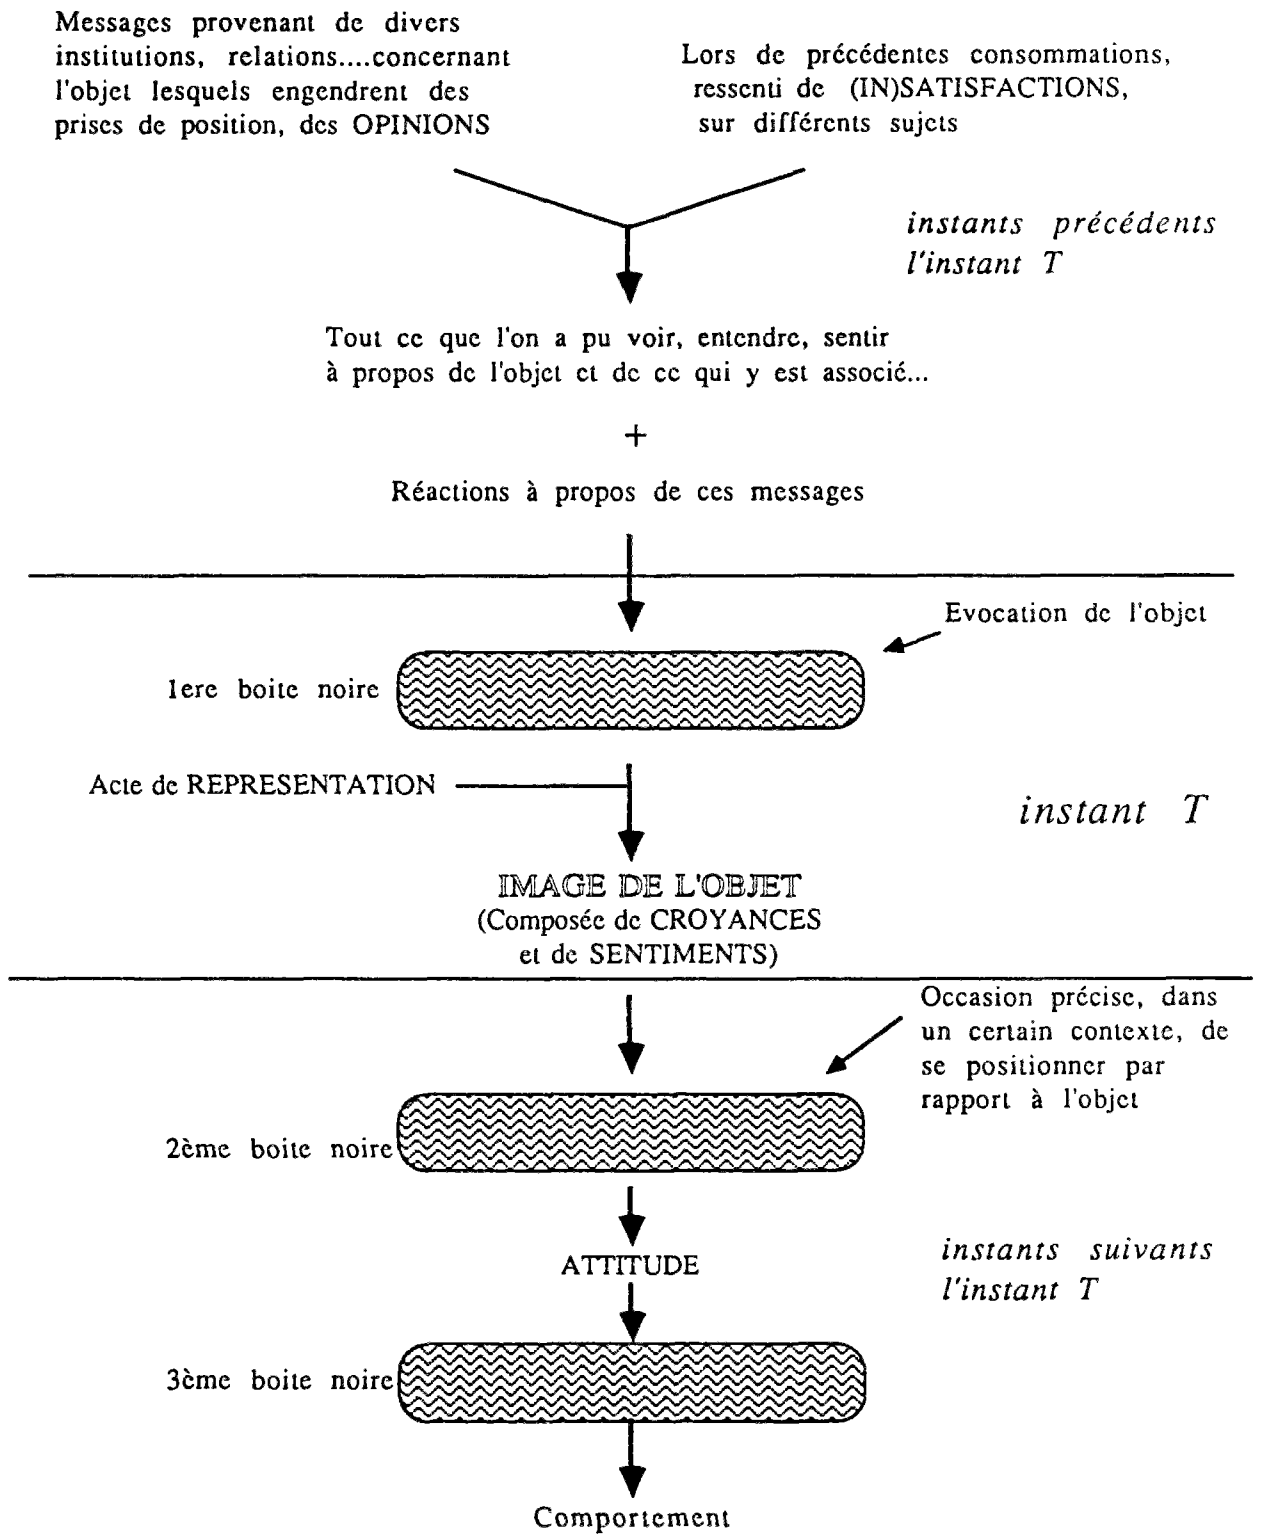 Messages provenant de divers
institutions, relations....concernant
l'objet lesquels engendrent des
prises de position, des OPINIONS
Lors de précédentes consommations,
ressenti de (IN)SATISFACTIONS,
sur différents sujets
instants précédents
l'instant T
Tout ce que l'on a pu voir, entendre, sentir
à propos de l'objet et de ce qui y est associé...
+
Réactions à propos de ces messages
Evocation de l'objet
1ere boite noire
Acte de REPRESENTATION
instant T
IMAGE DE L'OBJET
(Composée de CROYANCES
et de SENTIMENTS)
Occasion précise, dans
un certain contexte, de
se positionner par
rapport à l'objet
2ème boite noire
ATTITUDE
instants suivants
l'instant T
3ème boite noire
Comportement